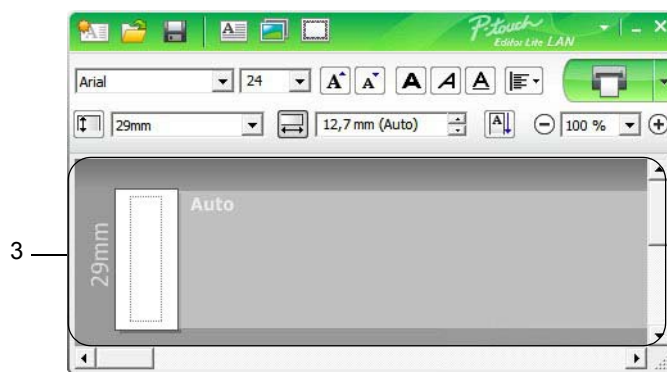 P-touch
Editor Lite LAN
Arial 24 A A A A A
29mm 12,7 mm (Auto) A 100 %
Auto
29mm
3